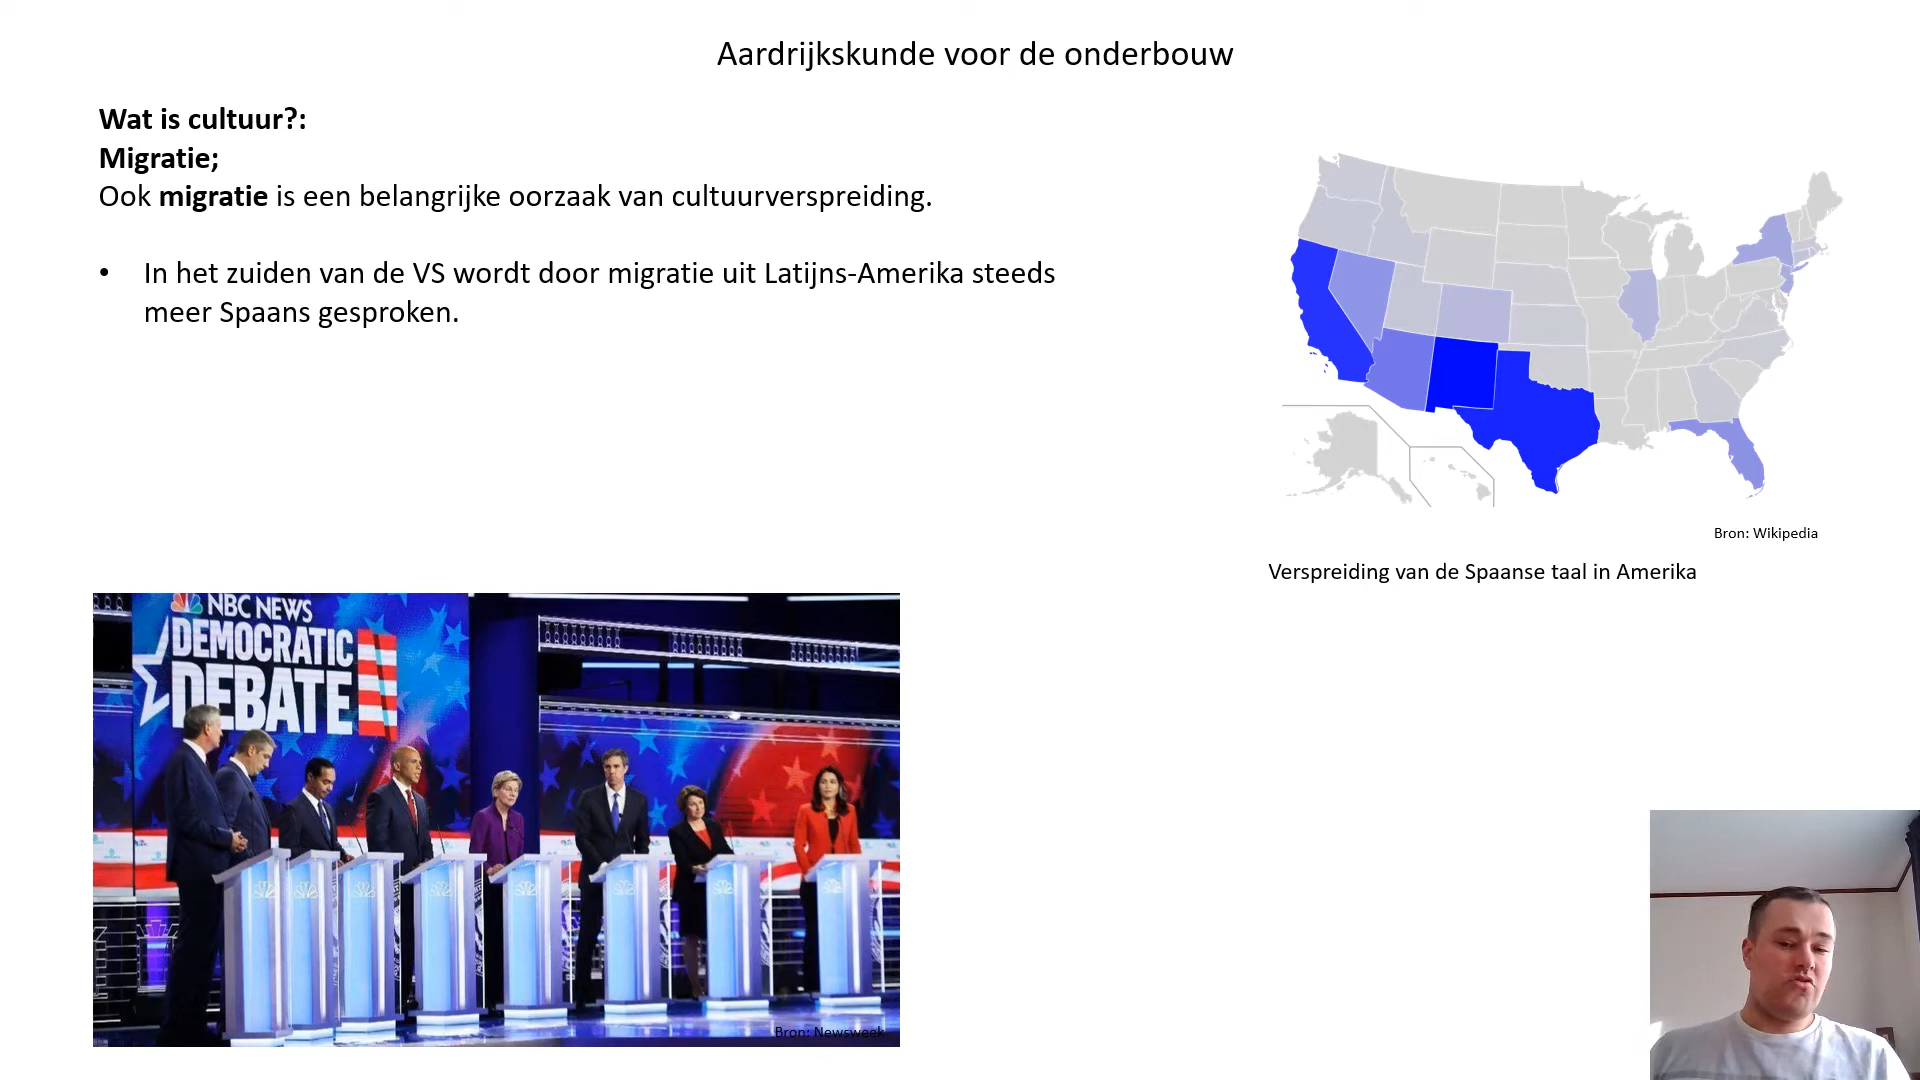 Aardrijkskunde voor de onderbouw
Wat is cultuur?:
Migratie;
Ook migratie is een belangrijke oorzaak van cultuurverspreiding.
• In het zuiden van de VS wordt door migratie uit Latijns-Amerika steeds
meer Spaans gesproken.
Bron: Wikipedia
Verspreiding van de Spaanse taal in Amerika
NBC NEWS
DEMOCRATIC
DEBATE
Bron: Newsweek